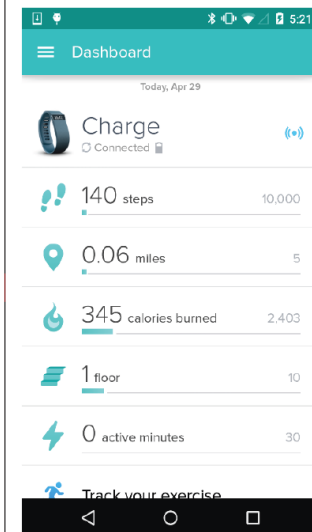 5:21
Dashboard
Today, Apr 29
Charge
Connected
140 steps 10,000
0.06 miles 5
345 calories burned 2,403
1 floor 10
0 active minutes 30
Track your exercise